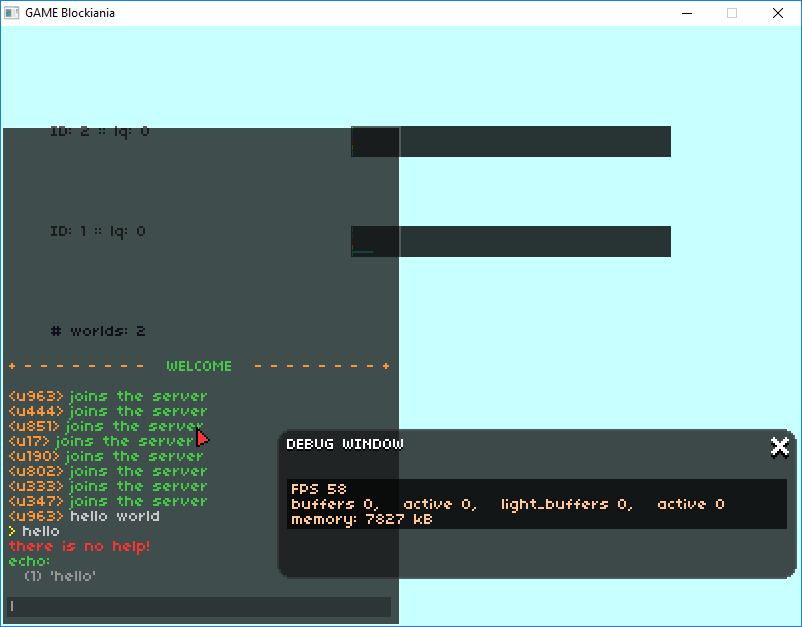 GAME Blockiania
ID: 2 :: lq: 0
ID: 1 :: lq: 0
# worlds: 2
+ - - - - - - - - WELCOME - - - - - - - - +
<u963> joins the server
<u444> joins the server
<u851> joins the server
<u17> joins the server
<u190> joins the server
<u802> joins the server
<u333> joins the server
<u347> joins the server
<u963> hello world
> hello
there is no help!
echo:
(1) 'hello'
DEBUG WINDOW
FPS 58
buffers 0, active 0, light_buffers 0, active 0
memory: 7827 kB